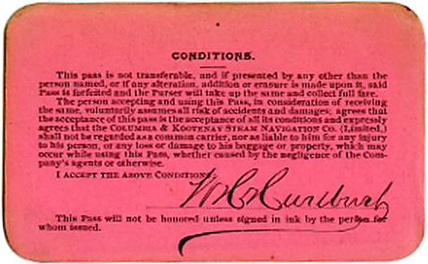 CONDITIONS.
This pass is not transferable, and if presented by any other than the
person named, or if any alteration, addition or erasure is made upon it, said
Pass is forfeited and the Purser will take up the same and collect full fare.
The person accepting and using this Pass, in consideration of receiving
the same, voluntarily assumes all risk of accidents and damages; agrees that
the acceptance of this pass is the acceptance of all its conditions and expressly
agrees that the COLUMBIA & KOOTENAY STEAM NAVIGATION CO. (Limited,)
shall not be regarded as a common carrier, nor as liable to him for any injury
to his person, or any loss or damage to his baggage or property, which may
occur while using this Pass, whether caused by the negligence of the Com-
pany's agents or otherwise.
I ACCEPT THE ABOVE CONDITIONS
This Pass will not be honored unless signed in ink by the person for
whom issued.